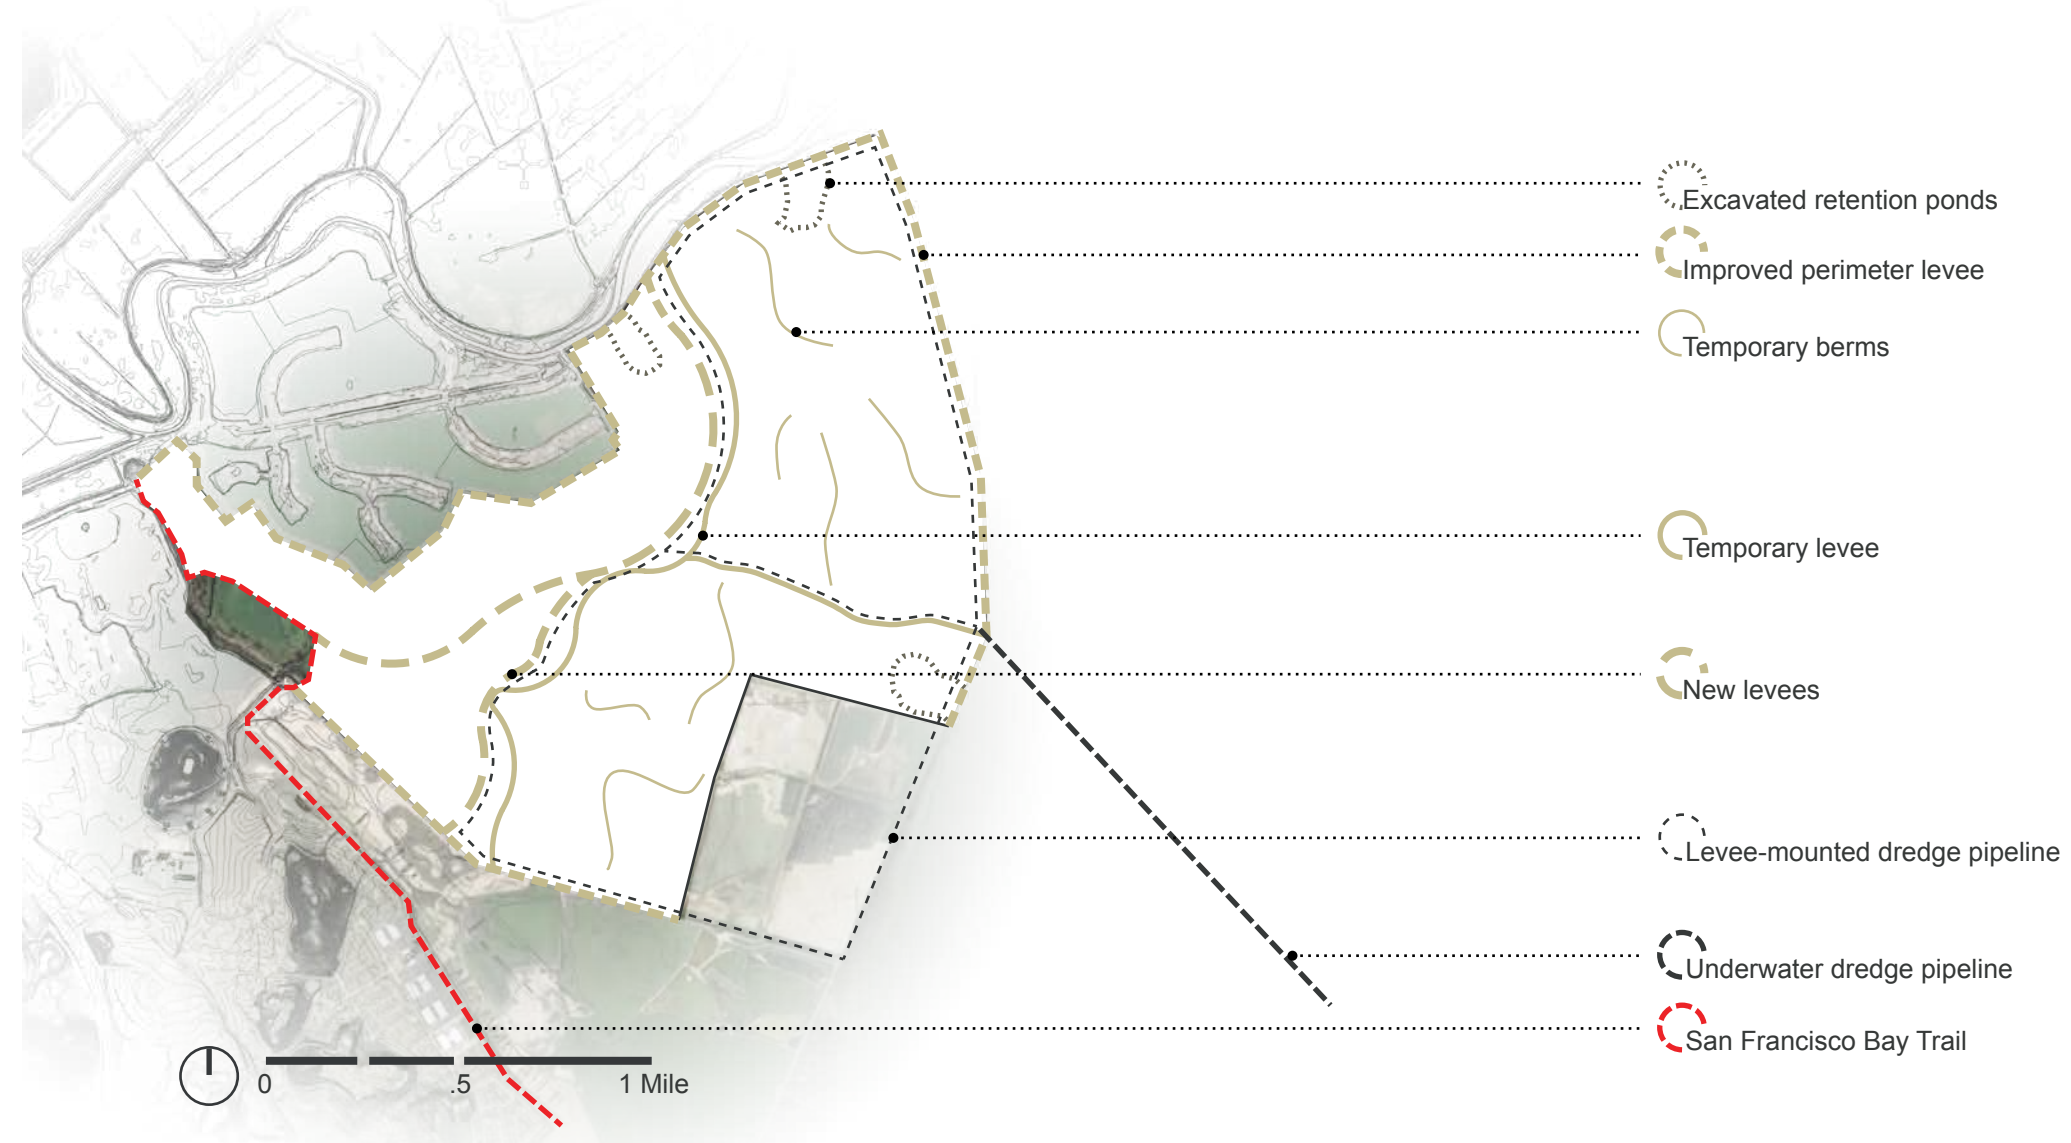 Excavated retention ponds
Improved perimeter levee
Temporary berms
Temporary levee
New levees
Levee-mounted dredge pipeline
Underwater dredge pipeline
San Francisco Bay Trail
0 .5 1 Mile